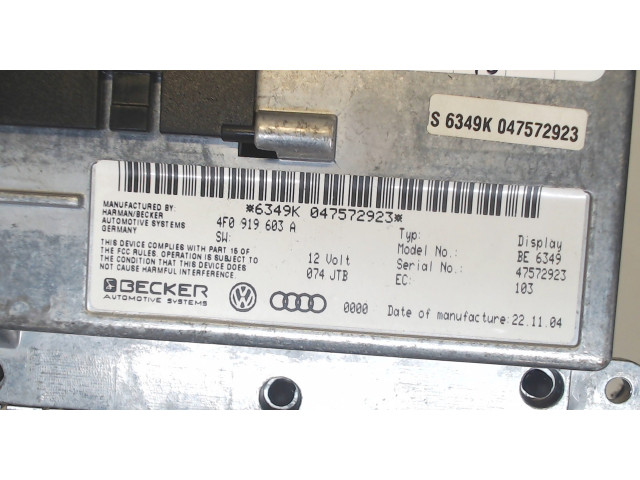 S 6349K 047572923
*6349K 047572923*
MANUFACTURED BY:
HARMAN/BECKER
AUTOMOTIVE SYSTEMS
GERMANY
4F0 919 603 A
SW:
THIS DEVICE COMPLIES WITH PART 15 OF
THE FCC RULES. OPERATION IS SUBJECT TO
THE CONDITION THAT THIS DEVICE DOES
NOT CAUSE HARMFUL INTERFERENCE.
12 Volt
074 JTB
Typ: Display
Model No.: BE 6349
Serial No.: 47572923
EC: 103
BECKER
AUTOMOTIVE SYSTEMS
0000
Date of manufacture: 22.11.04